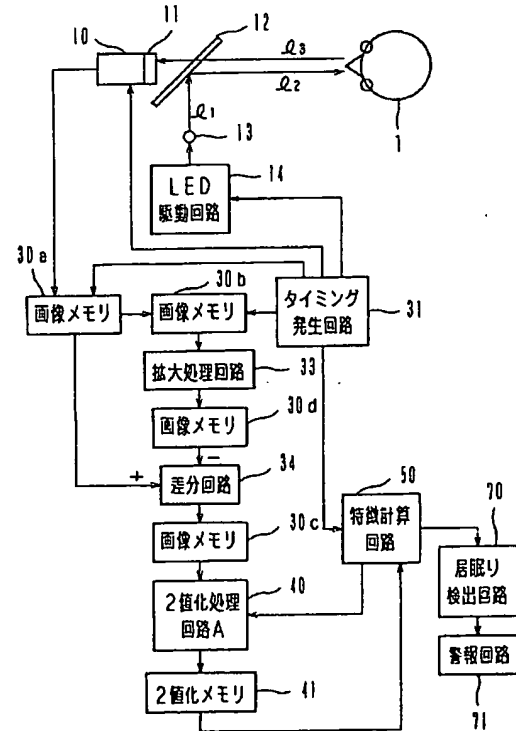 10
11
12
ℓ3
ℓ2
ℓ1
13
1
LED
駆動回路
14
30a
画像メモリ
30b
画像メモリ
タイミング
発生回路
31
拡大処理回路
33
30d
画像メモリ
+
−
差分回路
34
30c
画像メモリ
50
特徴計算
回路
70
居眠り
検出回路
2値化処理
回路A
40
警報回路
71
2値化メモリ
41